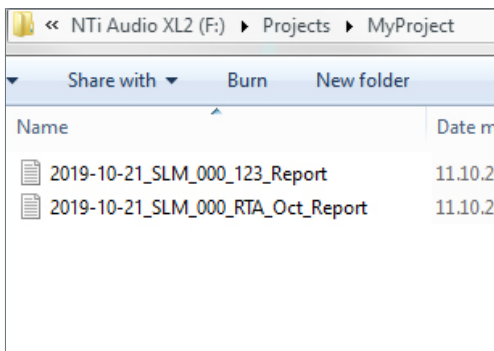 « NTi Audio XL2 (F:) ▸ Projects ▸ MyProject
Share with Burn New folder
Name Date m
2019-10-21_SLM_000_123_Report 11.10.2
2019-10-21_SLM_000_RTA_Oct_Report 11.10.2